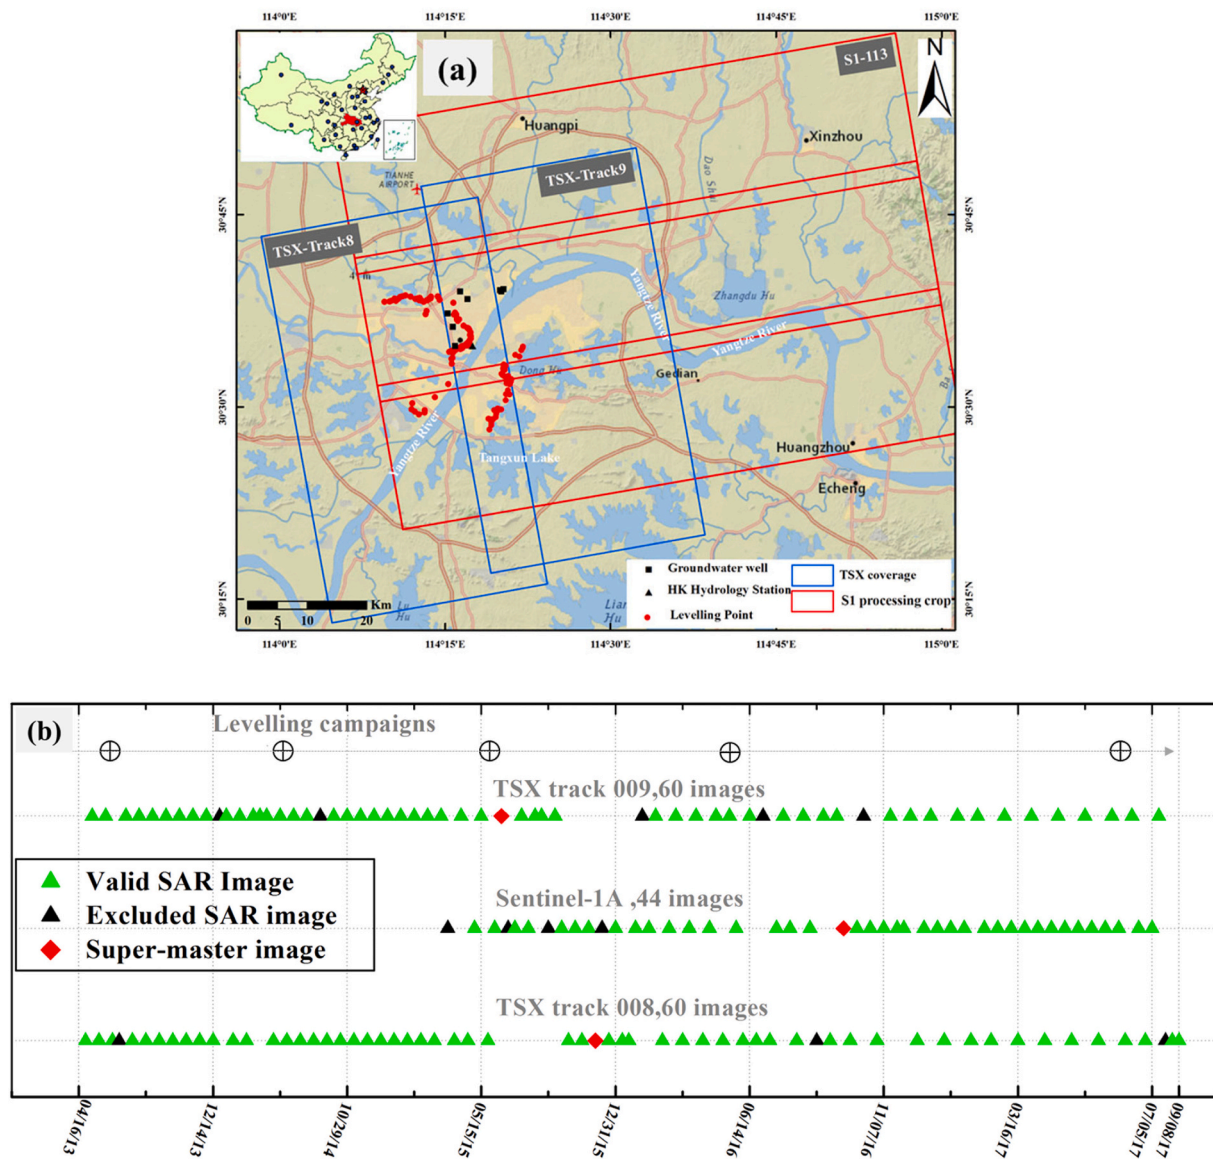 114°0'E
114°15'E
114°30'E
114°45'E
115°0'E
(a)
N
S1-113
Huangpi
Xinzhou
TIANHE
AIRPORT
TSX-Track9
Dao Shui
30°45'N
30°45'N
TSX-Track8
4 m
Yangtze River
Zhangdu Hu
Yangtze River
Dong Hu
Gedian
Ba
30°30'N
30°30'N
Yangtze River
Huangzhou
Tangxun Lake
Echeng
Groundwater well
TSX coverage
HK Hydrology Station
S1 processing crop
Levelling Point
Km
0 5 10 20
Lu
Hu
Lian
Hu
30°15'N
30°15'N
114°0'E
114°15'E
114°30'E
114°45'E
115°0'E
(b)
Levelling campaigns
TSX track 009,60 images
Valid SAR Image
Excluded SAR image
Super-master image
Sentinel-1A ,44 images
TSX track 008,60 images
04/16/13
12/14/13
10/29/14
05/15/15
12/31/15
06/14/16
11/07/16
03/16/17
07/05/17
09/08/17